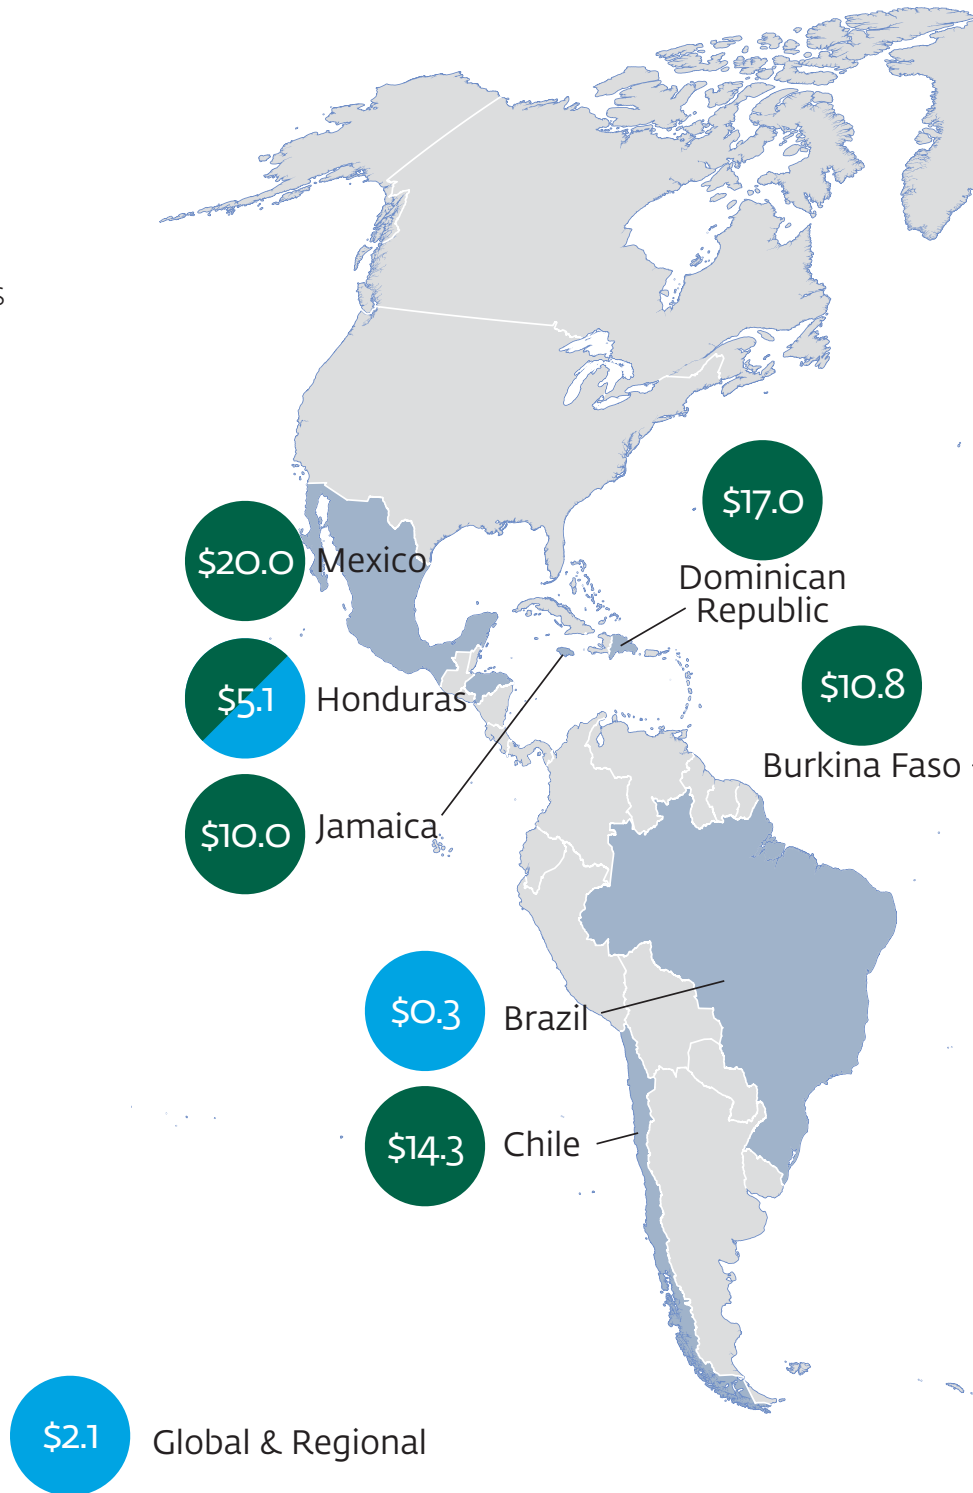 s
$17.0
Dominican
Republic
$20.0 Mexico
$10.8
Burkina Faso
$5.1 Honduras
$10.0 Jamaica
$0.3 Brazil
$14.3 Chile
$2.1 Global & Regional